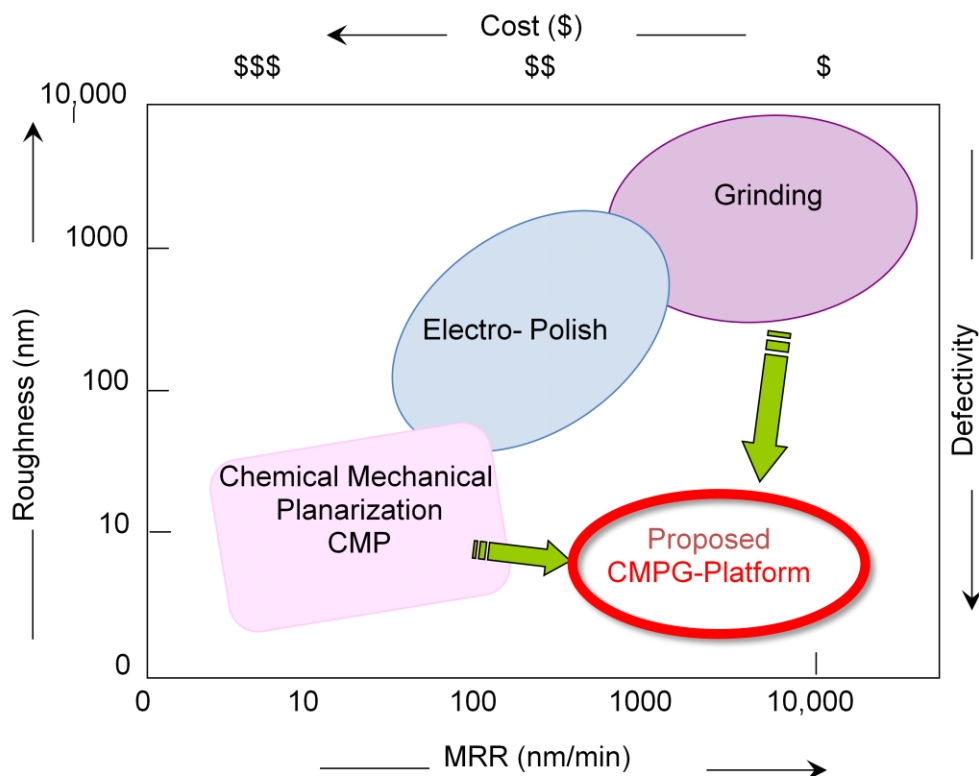 Cost ($)
$$$
$$
$
10,000
1000
100
10
0
Roughness (nm)
Grinding
Electro- Polish
Chemical Mechanical
Planarization
CMP
Proposed
CMPG-Platform
Defectivity
0
10
100
1000
10,000
MRR (nm/min)